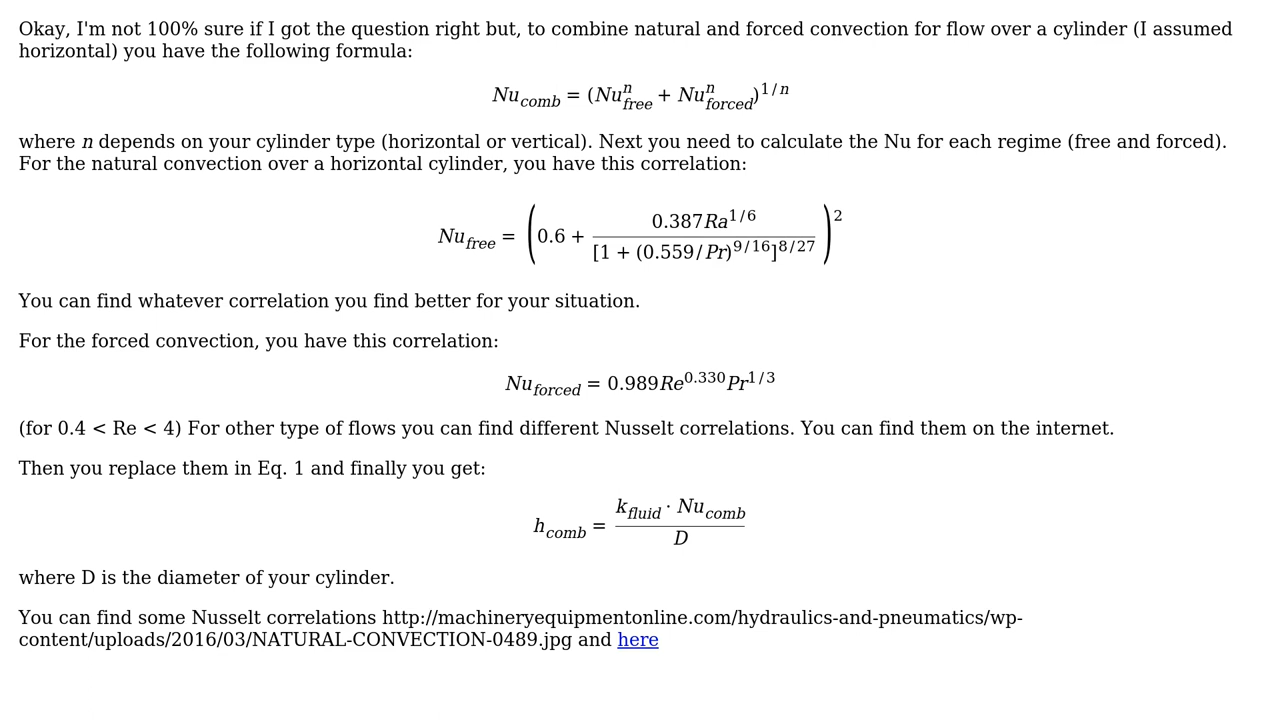 Okay, I'm not 100% sure if I got the question right but, to combine natural and forced convection for flow over a cylinder (I assumed
horizontal) you have the following formula:
Nu_comb = (Nu^n_free + Nu^n_forced)^1/n
where n depends on your cylinder type (horizontal or vertical). Next you need to calculate the Nu for each regime (free and forced).
For the natural convection over a horizontal cylinder, you have this correlation:
Nu_free = (0.6 + 0.387Ra^1/6 / [1 + (0.559/Pr)^9/16]^8/27)^2
You can find whatever correlation you find better for your situation.
For the forced convection, you have this correlation:
Nu_forced = 0.989Re^0.330 Pr^1/3
(for 0.4 < Re < 4) For other type of flows you can find different Nusselt correlations. You can find them on the internet.
Then you replace them in Eq. 1 and finally you get:
h_comb = k_fluid · Nu_comb / D
where D is the diameter of your cylinder.
You can find some Nusselt correlations http://machineryequipmentonline.com/hydraulics-and-pneumatics/wp-
content/uploads/2016/03/NATURAL-CONVECTION-0489.jpg and here